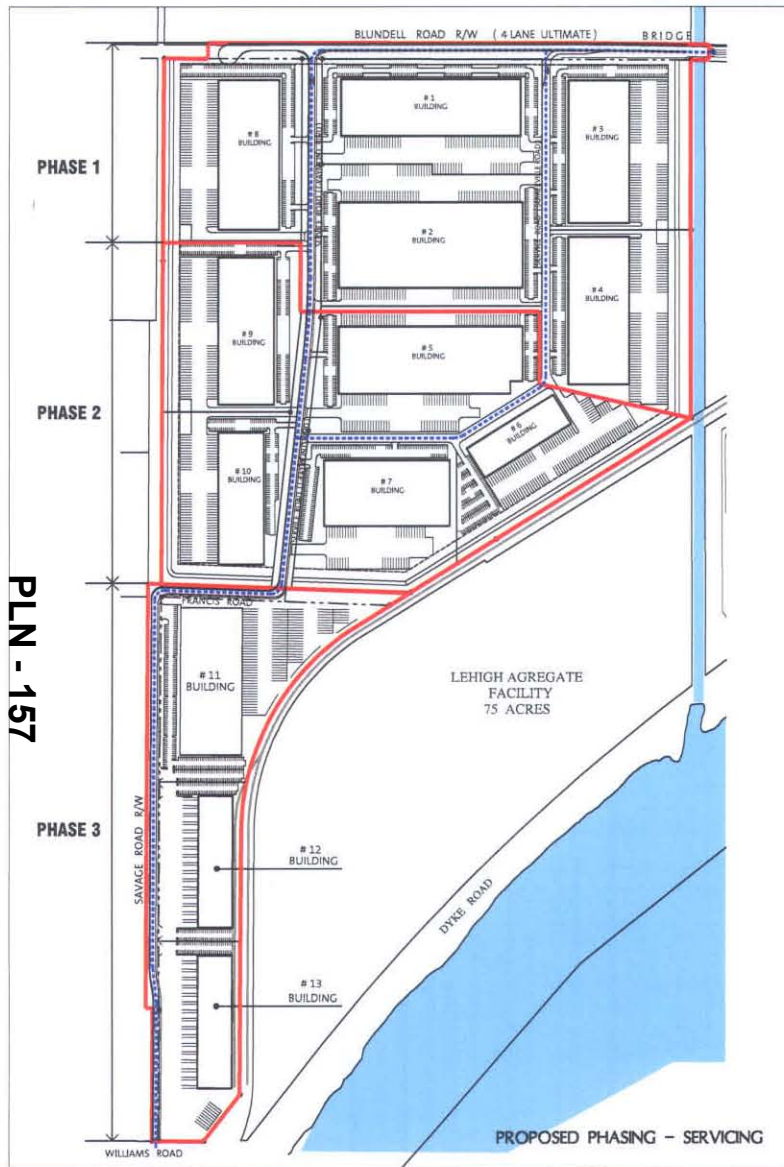 BLUNDELL ROAD R/W ( 4 LANE ULTIMATE )
BRIDGE
PHASE 1
# 8
BUILDING
# 1
BUILDING
# 3
BUILDING
# 2
BUILDING
# 4
BUILDING
# 9
BUILDING
# 5
BUILDING
PHASE 2
# 6
BUILDING
# 10
BUILDING
# 7
BUILDING
PLN - 157
FRANCIS ROAD
# 11
BUILDING
LEHIGH AGREGATE
FACILITY
75 ACRES
PHASE 3
SAVAGE ROAD R/W
# 12
BUILDING
DYKE ROAD
# 13
BUILDING
PROPOSED PHASING - SERVICING
WILLIAMS ROAD